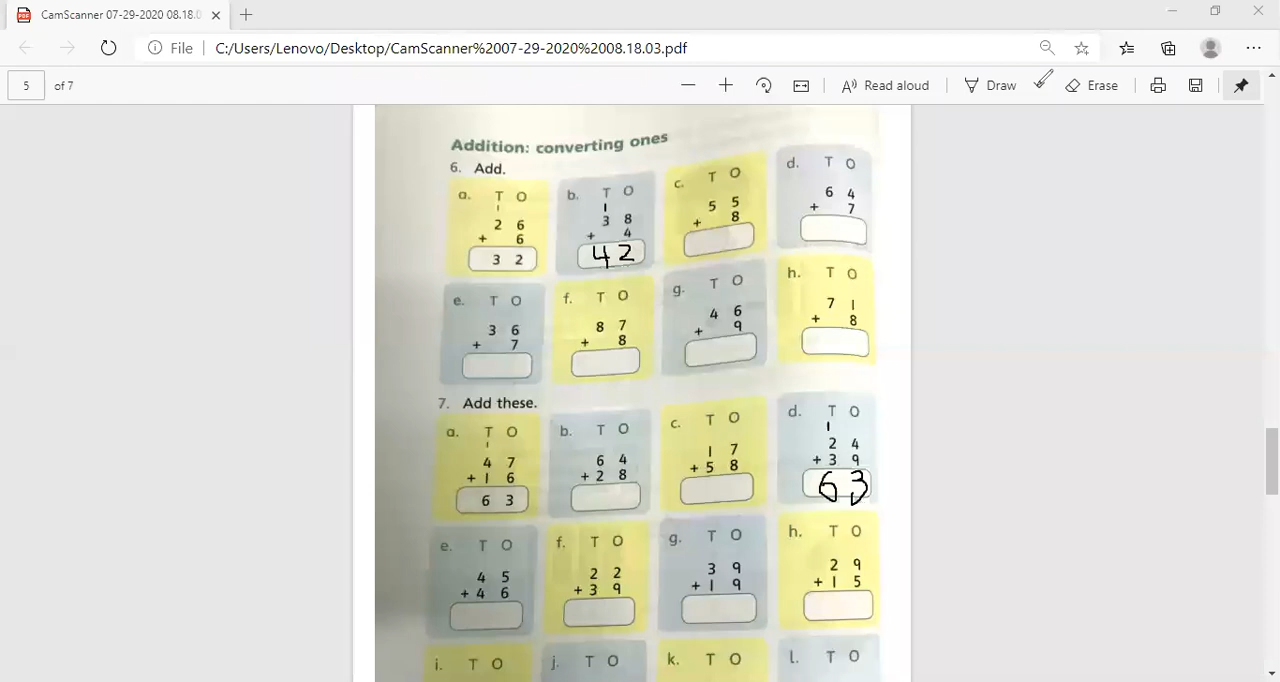 CamScanner 07-29-2020 08.18.0
File C:/Users/Lenovo/Desktop/CamScanner%2007-29-2020%2008.18.03.pdf
5 of 7 Read aloud Draw Erase
Addition: converting ones
6. Add.
a. T O b. T O c. T O d. T O
1 1
2 6 3 8 5 5 6 4
+ 6 + 4 + 8 + 7
3 2 42
e. T O f. T O g. T O h. T O
3 6 8 7 4 6 7 1
+ 7 + 8 + 9 + 8
7. Add these.
a. T O b. T O c. T O d. T O
1 1
4 7 6 4 1 7 2 4
+ 1 6 + 2 8 + 5 8 + 3 9
6 3 63
e. T O f. T O g. T O h. T O
4 5 2 2 3 9 2 9
+ 4 6 + 3 9 + 1 9 + 1 5
i. T O j. T O k. T O l. T O